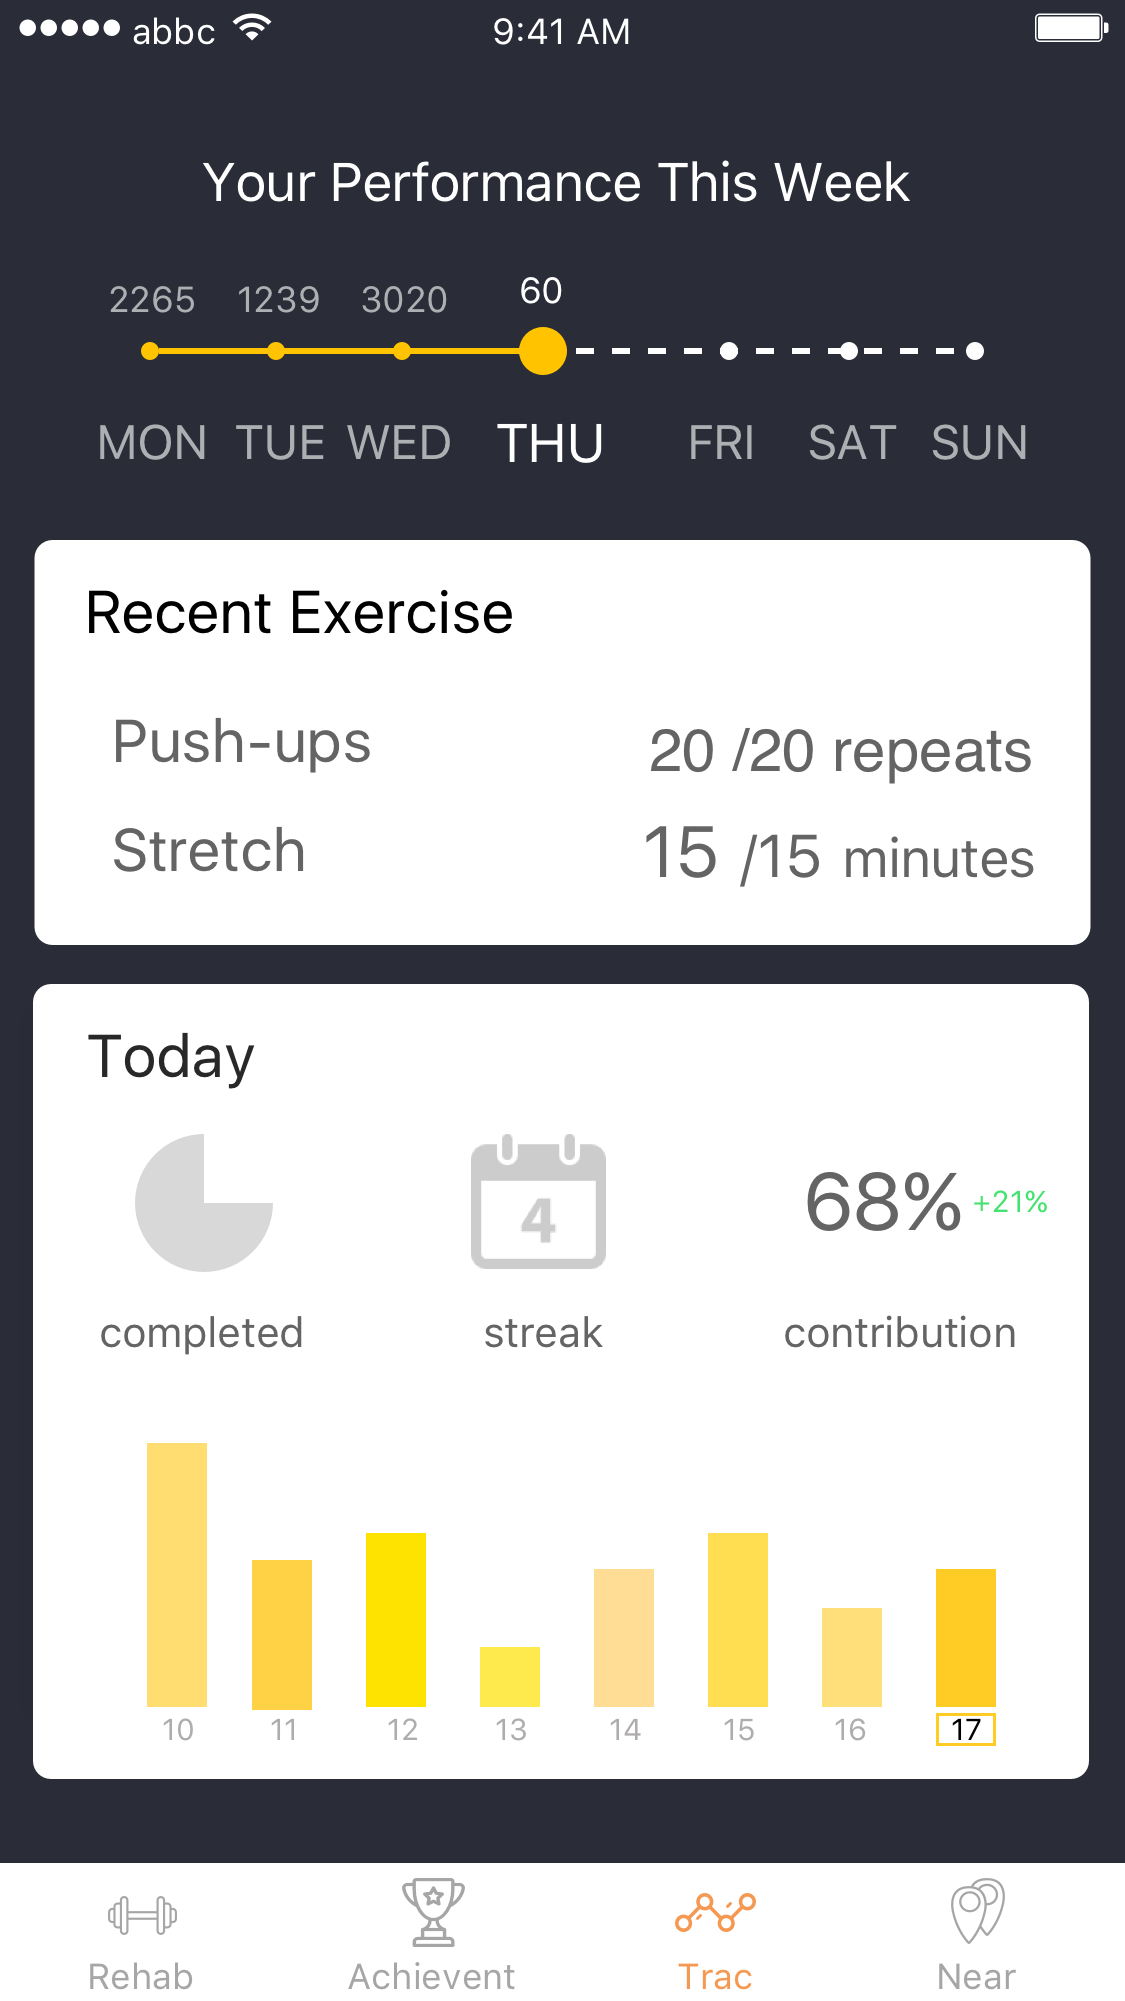 abbc 9:41 AM
Your Performance This Week
2265 1239 3020 60
MON TUE WED THU FRI SAT SUN
Recent Exercise
Push-ups 20 /20 repeats
Stretch 15 /15 minutes
Today
4 68% +21%
completed streak contribution
10 11 12 13 14 15 16 17
Rehab Achievent Trac Near